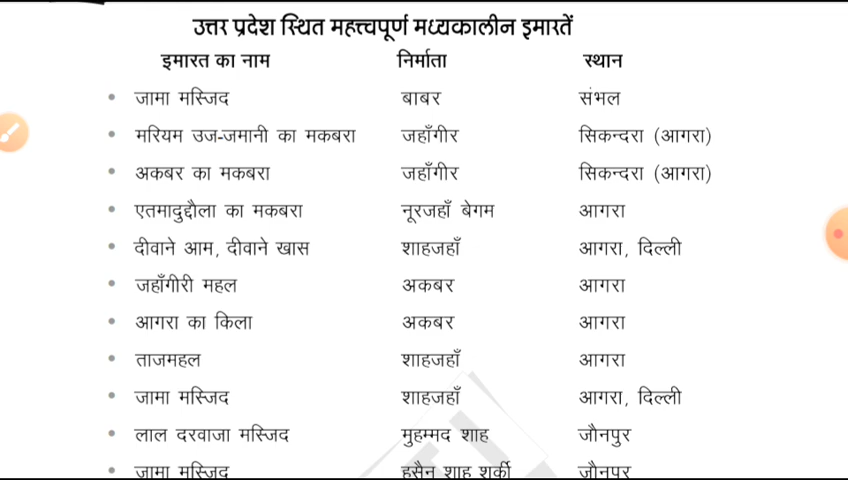 उत्तर प्रदेश स्थित महत्त्वपूर्ण मध्यकालीन इमारतें
इमारत का नाम निर्माता स्थान
• जामा मस्जिद बाबर संभल
• मरियम उज-जमानी का मकबरा जहाँगीर सिकन्दरा (आगरा)
• अकबर का मकबरा जहाँगीर सिकन्दरा (आगरा)
• एतमादुद्दौला का मकबरा नूरजहाँ बेगम आगरा
• दीवाने आम, दीवाने खास शाहजहाँ आगरा, दिल्ली
• जहाँगीरी महल अकबर आगरा
• आगरा का किला अकबर आगरा
• ताजमहल शाहजहाँ आगरा
• जामा मस्जिद शाहजहाँ आगरा, दिल्ली
• लाल दरवाजा मस्जिद मुहम्मद शाह जौनपुर
• जामा मस्जिद हुसैन शाह शर्की जौनपुर